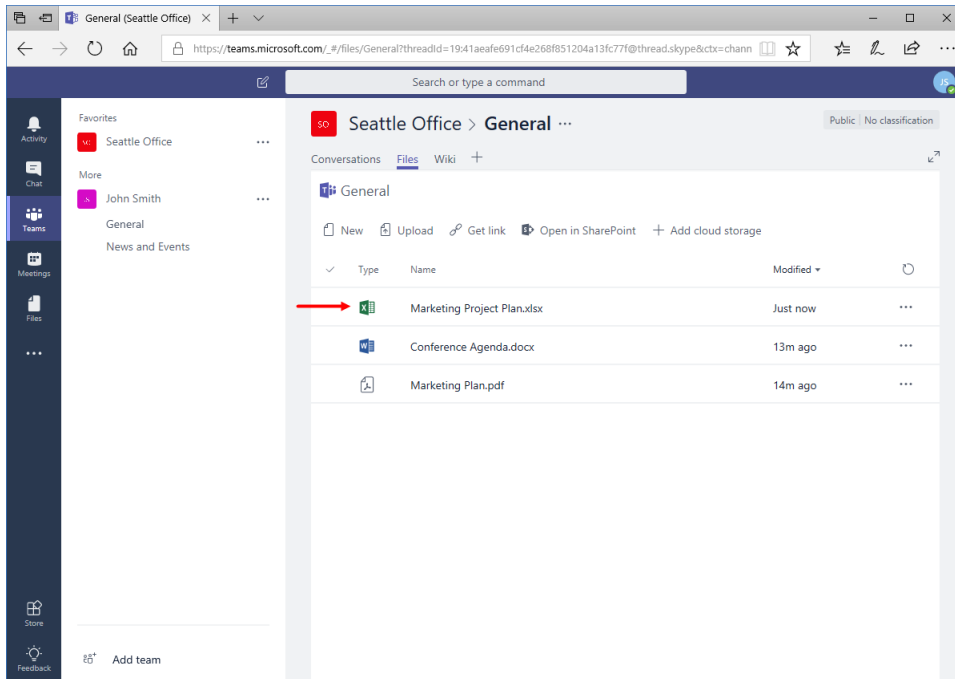 General (Seattle Office)
https://teams.microsoft.com/_#/files/General?threadId=19:41aeafe691cf4e268f851204a13fc77f@thread.skype&ctx=chann
Search or type a command
JS
Activity
Chat
Teams
Meetings
Files
Store
Feedback
Favorites
SO Seattle Office
More
John Smith
General
News and Events
Add team
SO Seattle Office > General
Public No classification
Conversations Files Wiki
General
New Upload Get link Open in SharePoint Add cloud storage
Type Name Modified
Marketing Project Plan.xlsx Just now
Conference Agenda.docx 13m ago
Marketing Plan.pdf 14m ago